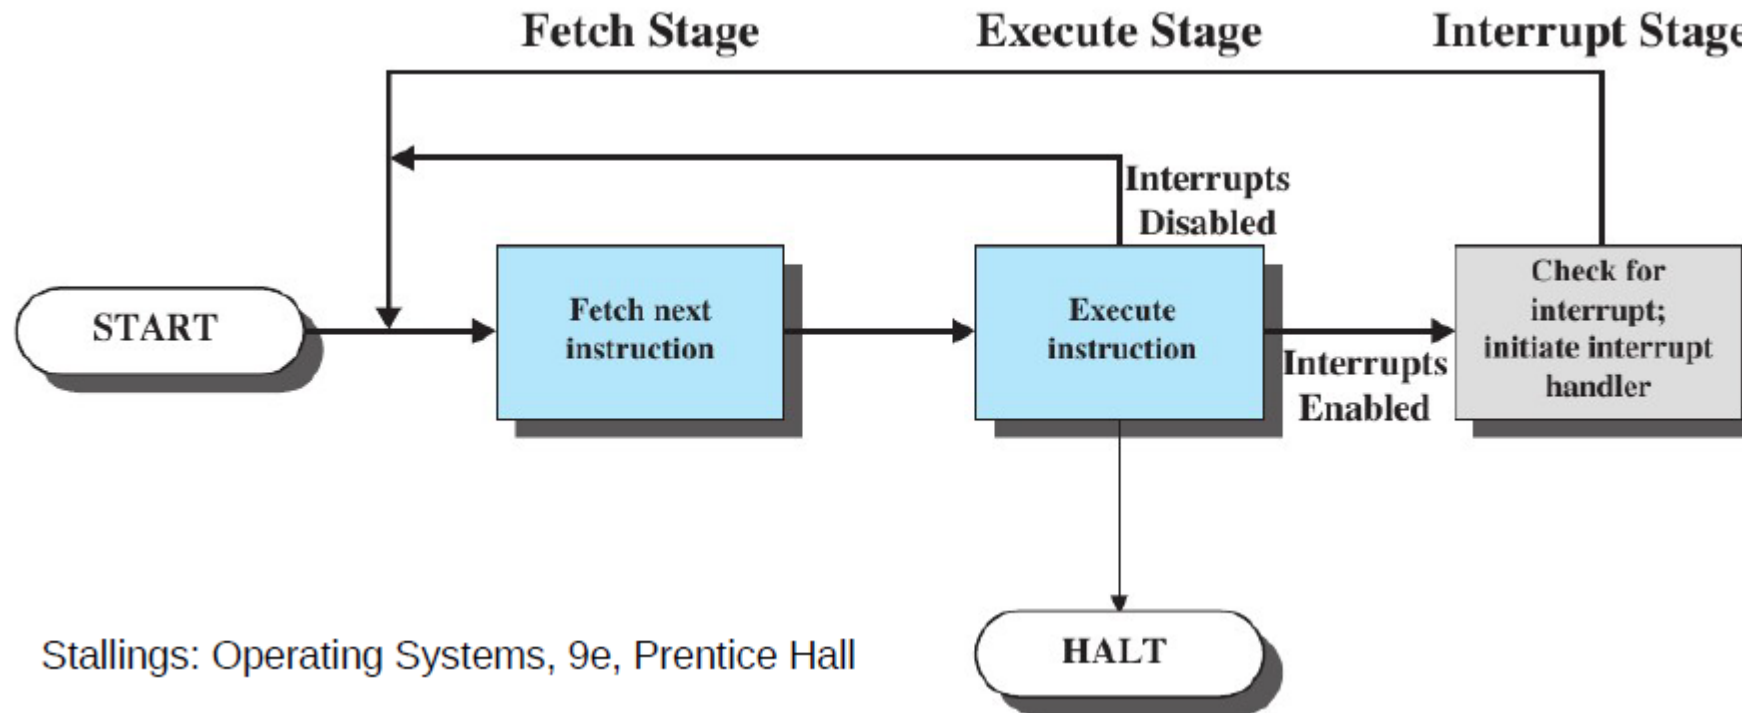 Fetch Stage
Execute Stage
Interrupt Stage
Interrupts
Disabled
START
Fetch next
instruction
Execute
instruction
Interrupts
Enabled
Check for
interrupt;
initiate interrupt
handler
HALT
Stallings: Operating Systems, 9e, Prentice Hall